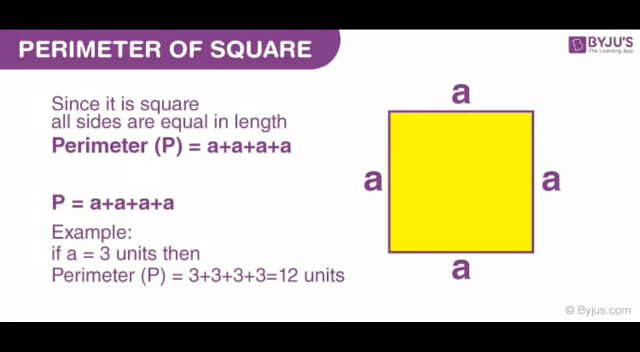 PERIMETER OF SQUARE
BYJU'S
The Learning App
Since it is square
all sides are equal in length
Perimeter (P) = a+a+a+a
P = a+a+a+a
Example:
if a = 3 units then
Perimeter (P) = 3+3+3+3=12 units
a
a
a
a
© Byjus.com